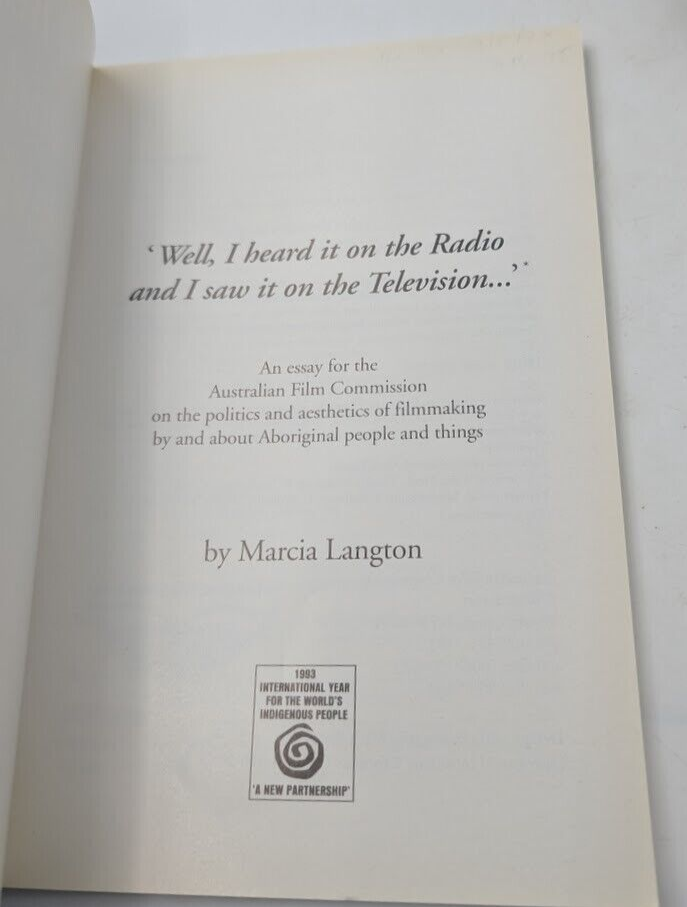 ‘Well, I heard it on the Radio
and I saw it on the Television...’*
An essay for the
Australian Film Commission
on the politics and aesthetics of filmmaking
by and about Aboriginal people and things
by Marcia Langton
1993
INTERNATIONAL YEAR
FOR THE WORLD'S
INDIGENOUS PEOPLE
'A NEW PARTNERSHIP'